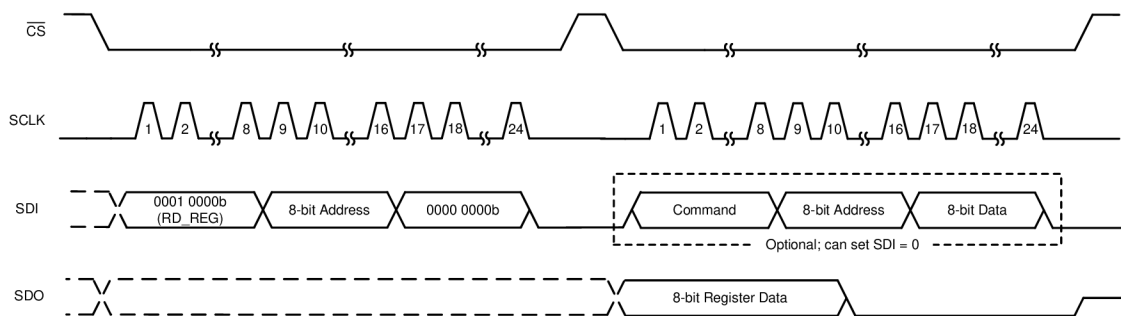 CS
SCLK
1 2 8 9 10 16 17 18 24 1 2 8 9 10 16 17 18 24
SDI
0001 0000b
(RD_REG)
8-bit Address
0000 0000b
Command
8-bit Address
8-bit Data
Optional; can set SDI = 0
SDO
8-bit Register Data